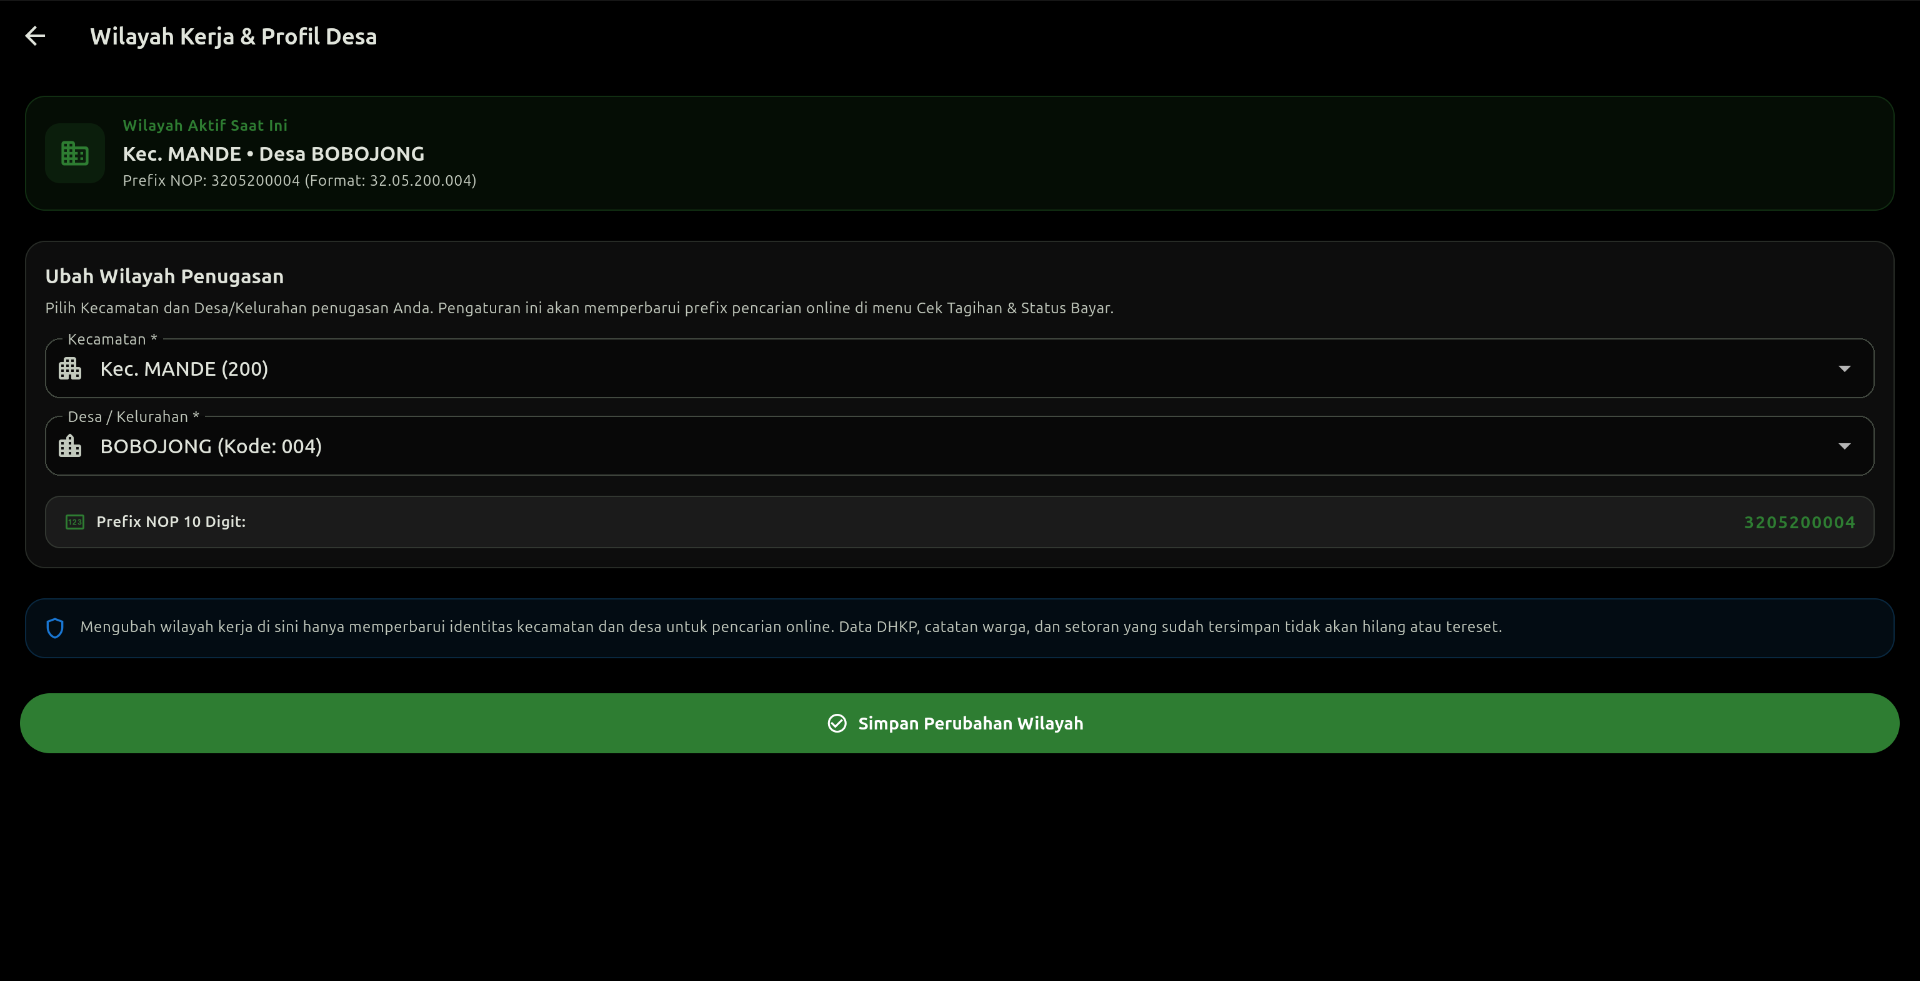 Wilayah Kerja & Profil Desa
Wilayah Aktif Saat Ini
Kec. MANDE • Desa BOBOJONG
Prefix NOP: 3205200004 (Format: 32.05.200.004)
Ubah Wilayah Penugasan
Pilih Kecamatan dan Desa/Kelurahan penugasan Anda. Pengaturan ini akan memperbarui prefix pencarian online di menu Cek Tagihan & Status Bayar.
Kecamatan *
Kec. MANDE (200)
Desa / Kelurahan *
BOBOJONG (Kode: 004)
123 Prefix NOP 10 Digit: 3205200004
Mengubah wilayah kerja di sini hanya memperbarui identitas kecamatan dan desa untuk pencarian online. Data DHKP, catatan warga, dan setoran yang sudah tersimpan tidak akan hilang atau tereset.
Simpan Perubahan Wilayah